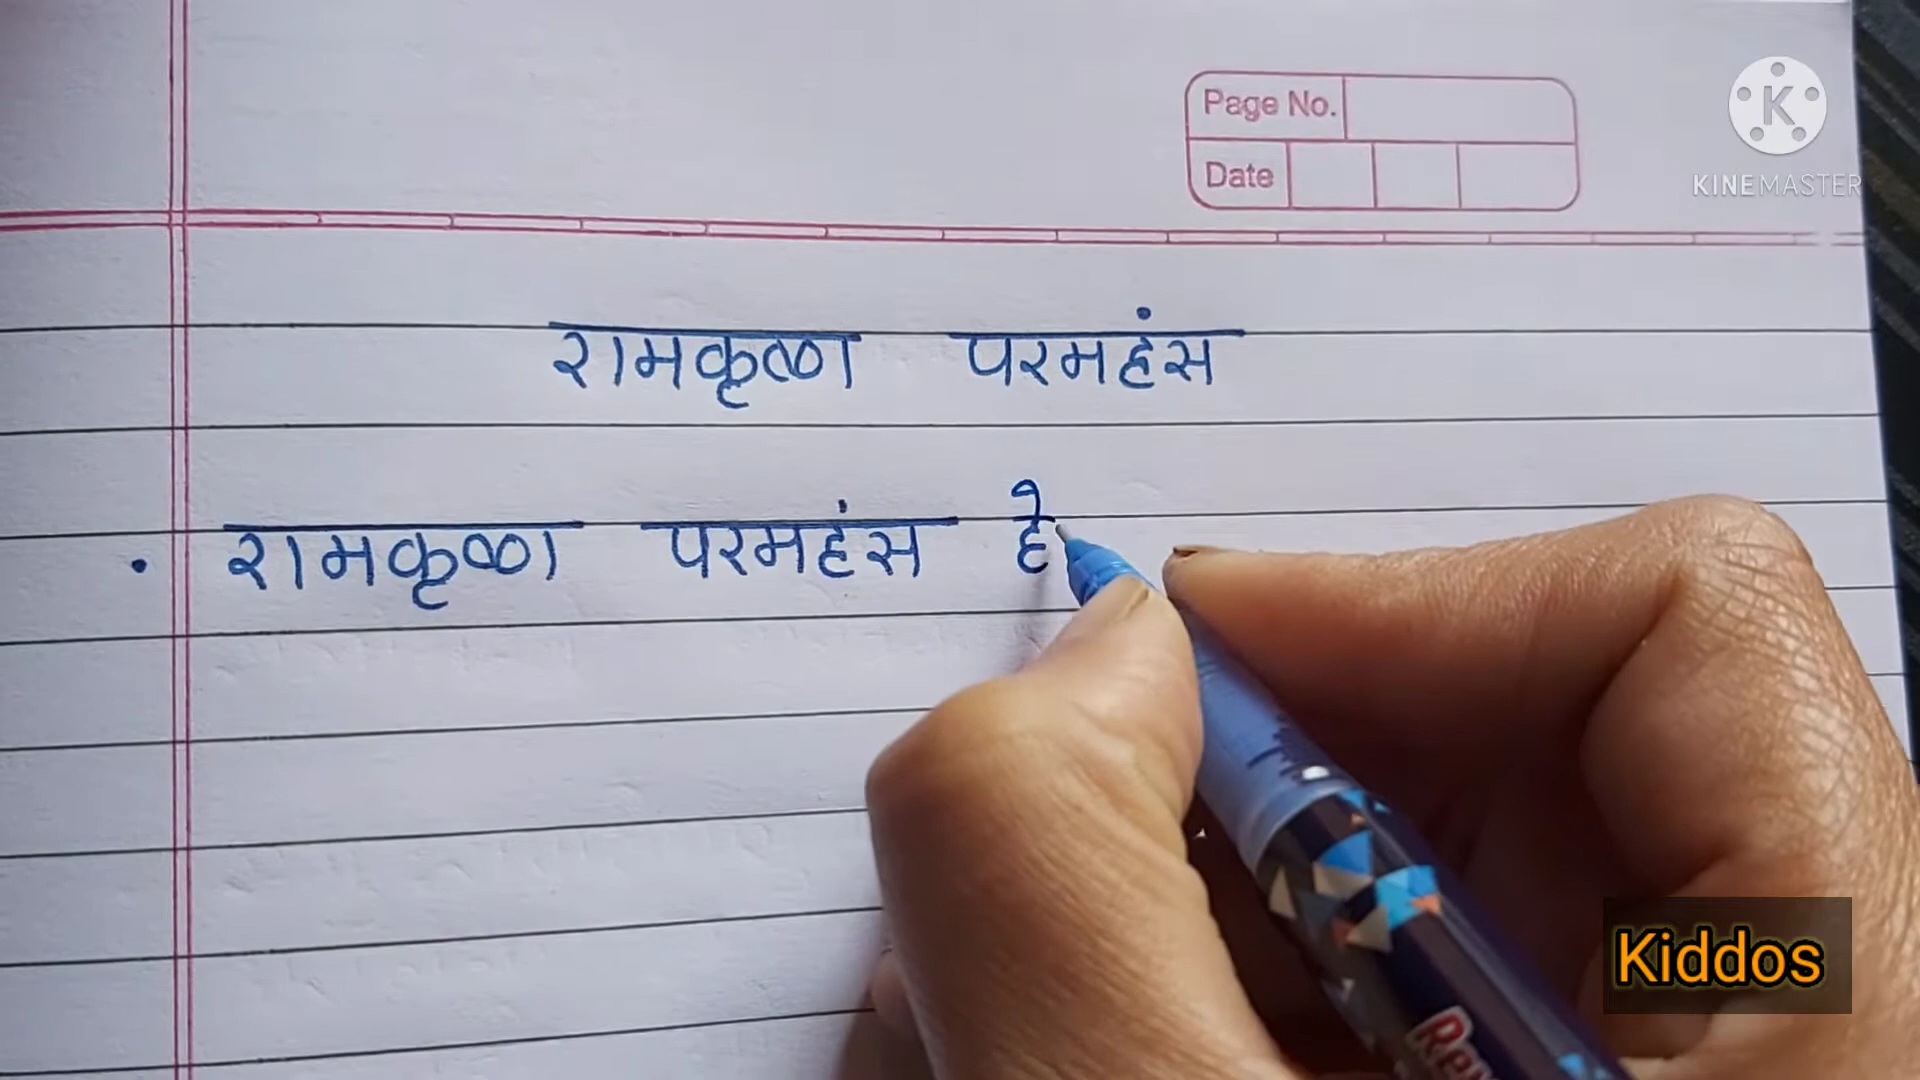 Page No.
Date
K
KINEMASTER
रामकृष्ण परमहंस
• रामकृष्ण परमहंस हे
Kiddos